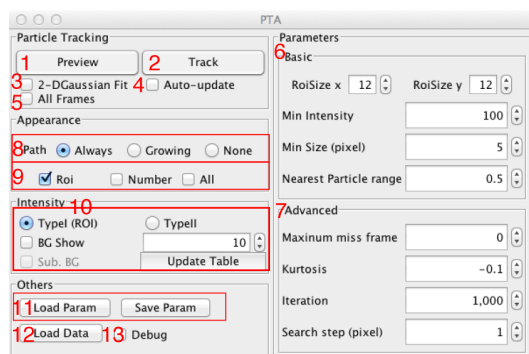 PTA
Particle Tracking
1 Preview 2 Track
3 2-DGaussian Fit 4 Auto-update
5 All Frames
Appearance
8 Path Always Growing None
9 Roi Number All
Intensity 10
TypeI (ROI) TypeII
BG Show 10
Sub. BG Update Table
Others
11 Load Param Save Param
12 Load Data 13 Debug
Parameters
6 Basic
RoiSize x 12 RoiSize y 12
Min Intensity 100
Min Size (pixel) 5
Nearest Particle range 0.5
7 Advanced
Maxinum miss frame 0
Kurtosis -0.1
Iteration 1,000
Search step (pixel) 1